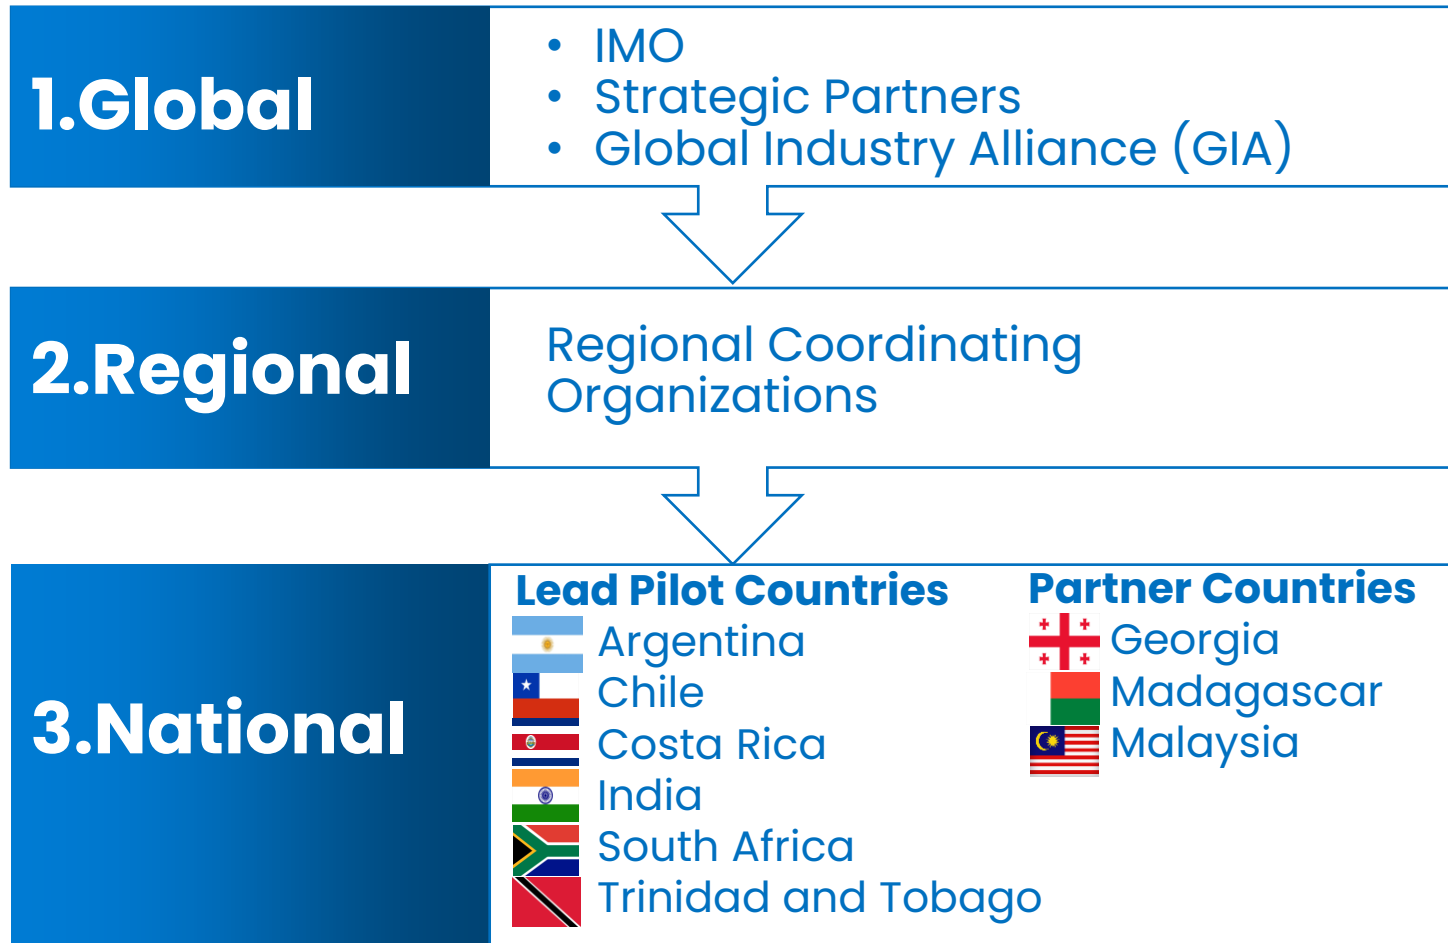 1.Global
• IMO
• Strategic Partners
• Global Industry Alliance (GIA)
2.Regional
Regional Coordinating
Organizations
3.National
Lead Pilot Countries
Argentina
Chile
Costa Rica
India
South Africa
Trinidad and Tobago
Partner Countries
Georgia
Madagascar
Malaysia